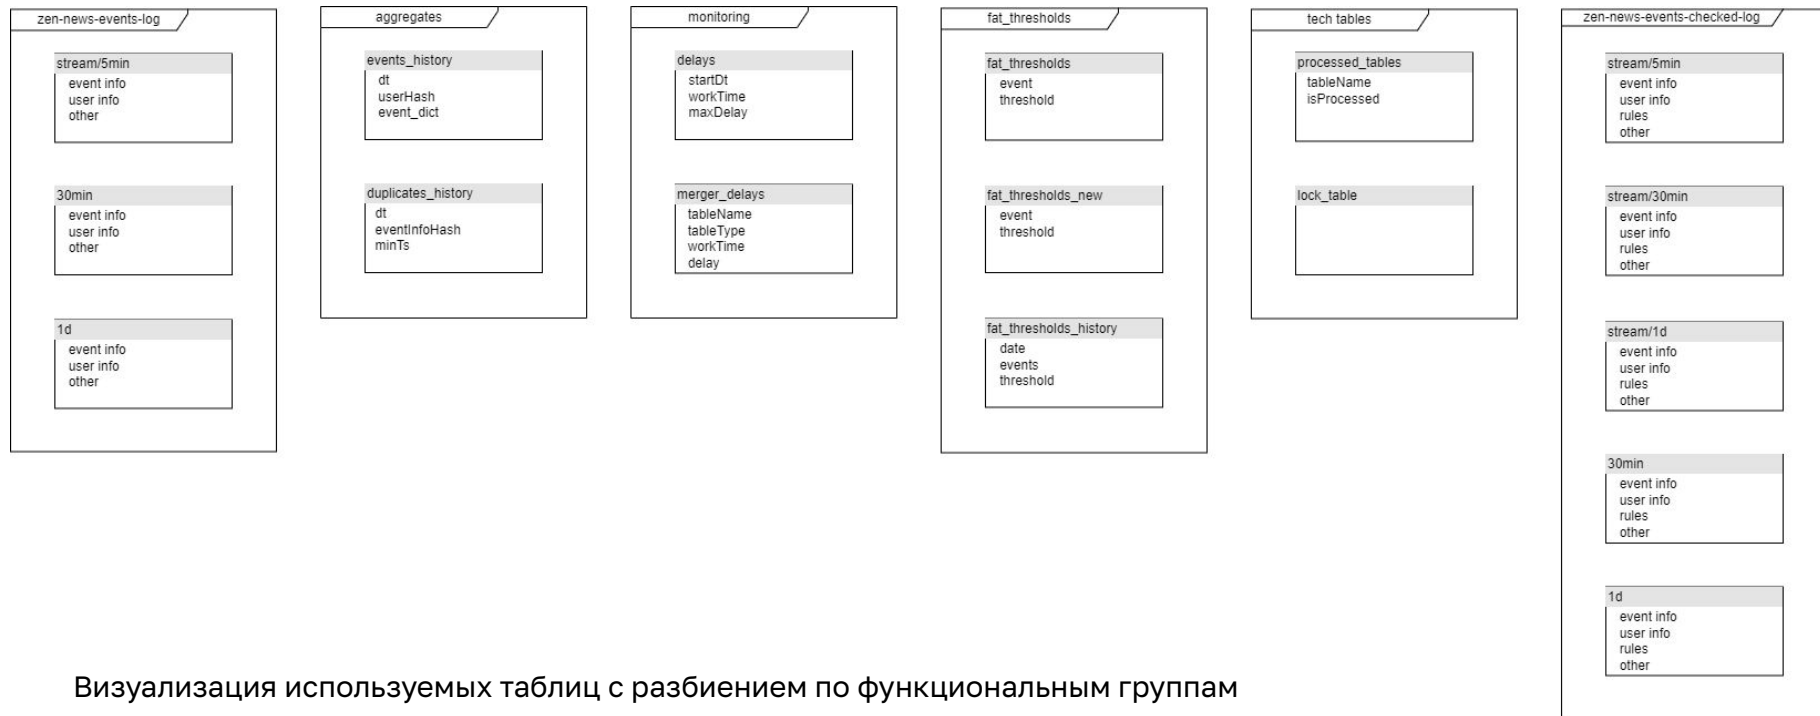 zen-news-events-log
stream/5min
event info
user info
other
30min
event info
user info
other
1d
event info
user info
other
aggregates
events_history
dt
userHash
event_dict
duplicates_history
dt
eventInfoHash
minTs
monitoring
delays
startDt
workTime
maxDelay
merger_delays
tableName
tableType
workTime
delay
fat_thresholds
fat_thresholds
event
threshold
fat_thresholds_new
event
threshold
fat_thresholds_history
date
events
threshold
tech tables
processed_tables
tableName
isProcessed
lock_table
zen-news-events-checked-log
stream/5min
event info
user info
rules
other
stream/30min
event info
user info
rules
other
stream/1d
event info
user info
rules
other
30min
event info
user info
rules
other
1d
event info
user info
rules
other
Визуализация используемых таблиц с разбиением по функциональным группам